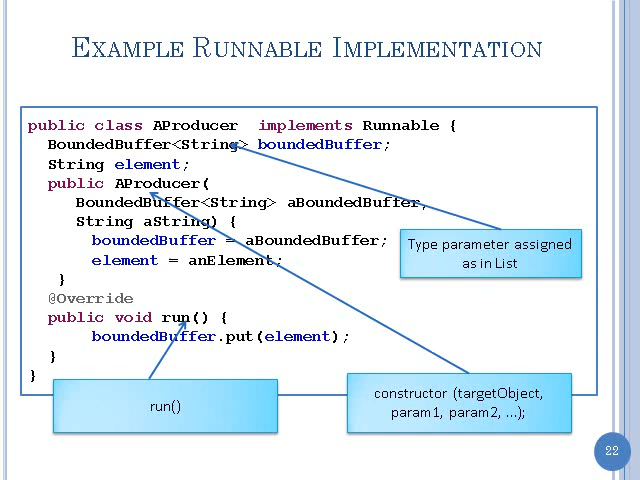 EXAMPLE RUNNABLE IMPLEMENTATION
public class AProducer implements Runnable {
BoundedBuffer<String> boundedBuffer;
String element;
public AProducer(
BoundedBuffer<String> aBoundedBuffer,
String aString) {
boundedBuffer = aBoundedBuffer;
element = anElement;
}
@Override
public void run() {
boundedBuffer.put(element);
}
}
Type parameter assigned
as in List
run()
constructor (targetObject,
param1, param2, ...);
22